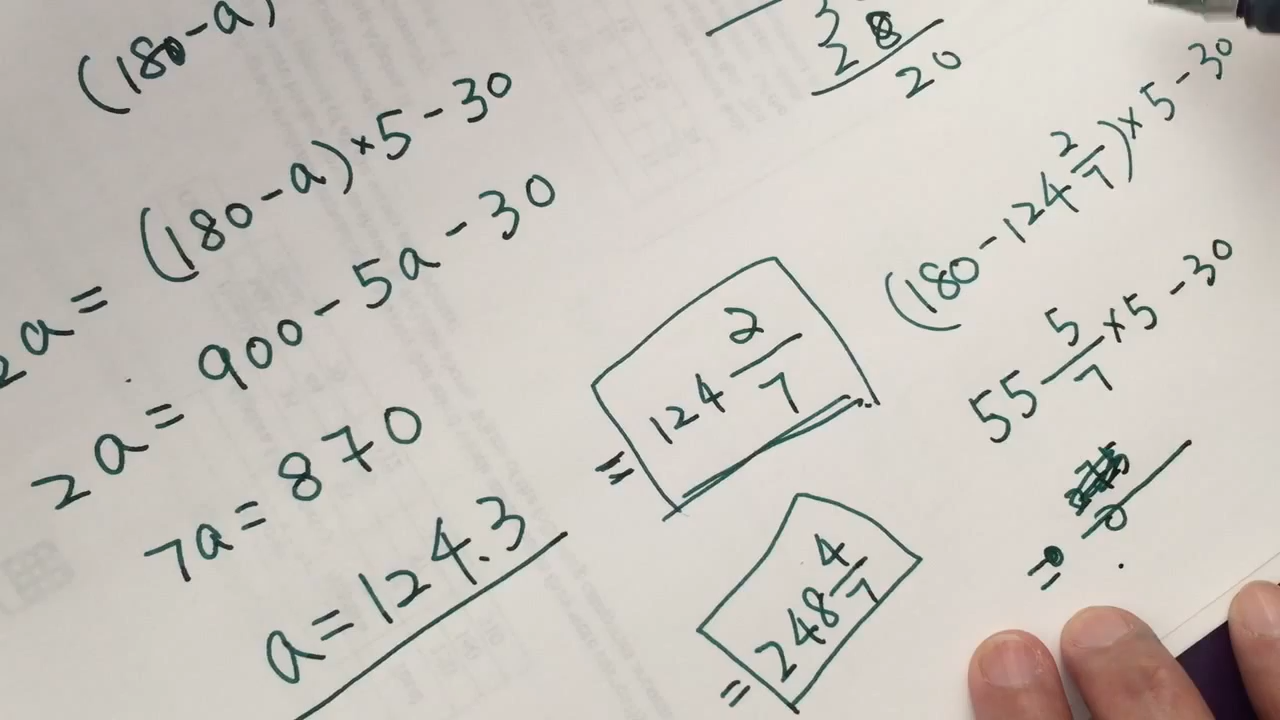 (180-a)
2a=(180-a)×5-30
2a=900-5a-30
7a=870
a=124.3
28
20
=124 2/7
=248 4/7
(180-124 2/7)×5-30
55 5/7×5-30
=